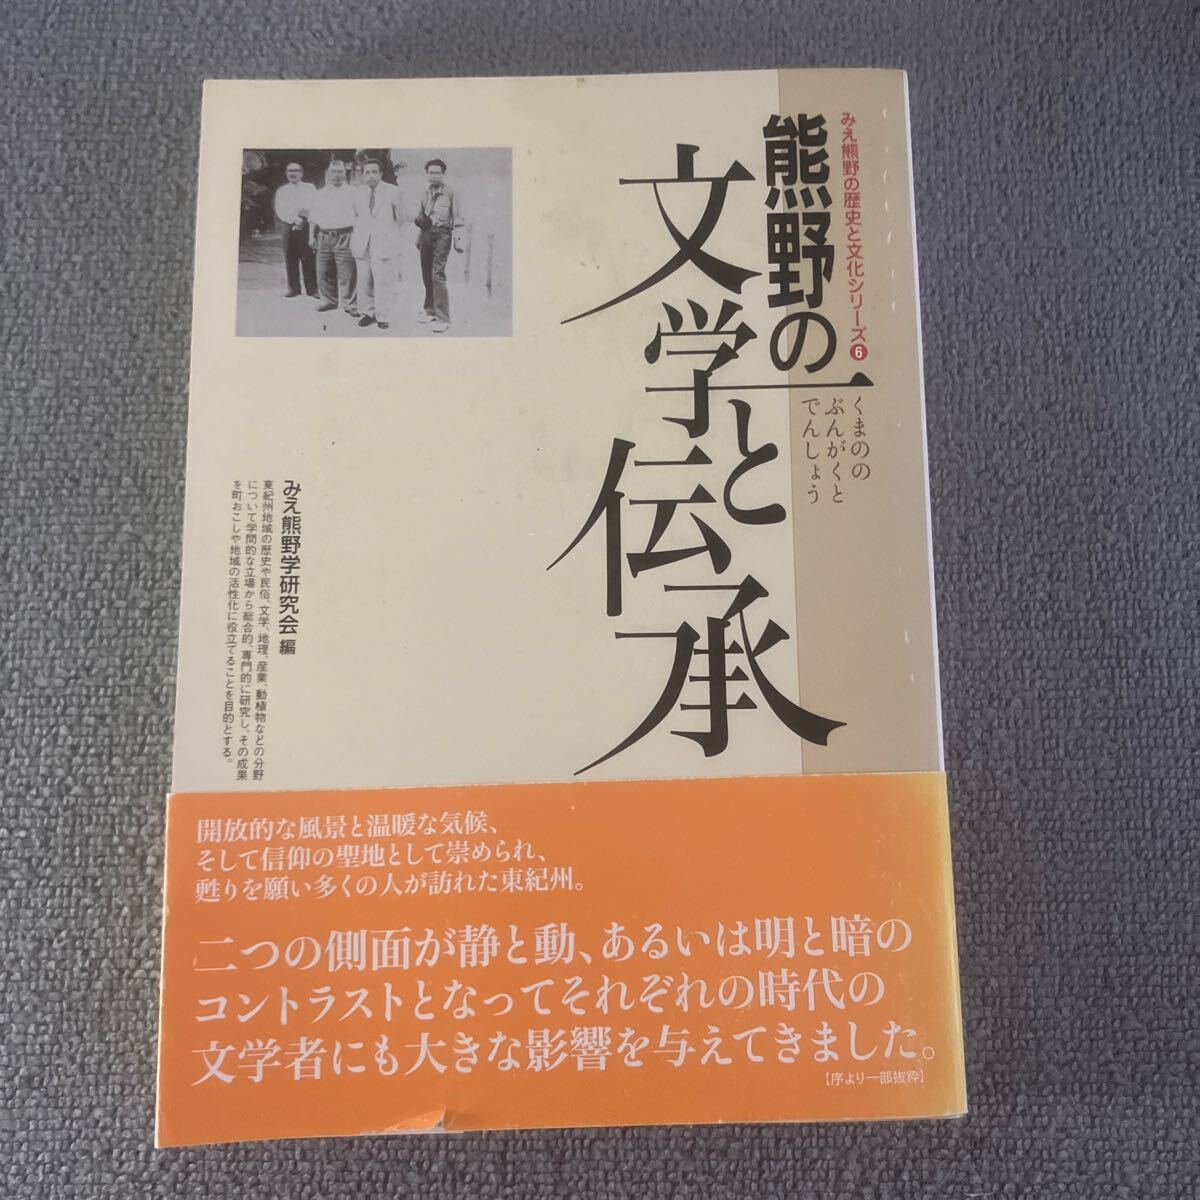 みえ熊野の歴史と文化シリーズ6
熊野の
文学と
伝承
くまのの
ぶんがくと
でんしょう
みえ熊野学研究会 編
東紀州地域の歴史や民俗、文学、地理、産業、動植物などの分野
について学問的な立場から総合的、専門的に研究し、その成果
を町おこしや地域の活性化に役立てることを目的とする。
開放的な風景と温暖な気候、
そして信仰の聖地として崇められ、
甦りを願い多くの人が訪れた東紀州。
二つの側面が静と動、あるいは明と暗の
コントラストとなってそれぞれの時代の
文学者にも大きな影響を与えてきました。
【序より一部抜粋】